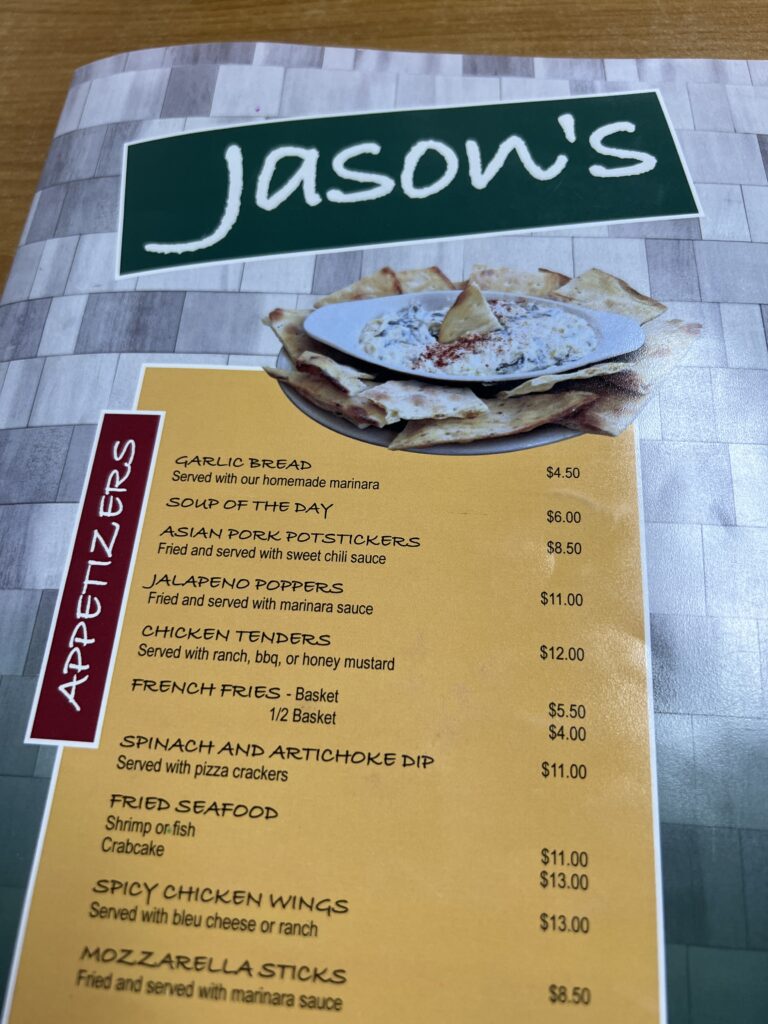 Jason's
APPETIZERS
GARLIC BREAD $4.50
Served with our homemade marinara
SOUP OF THE DAY $6.00
ASIAN PORK POTSTICKERS $8.50
Fried and served with sweet chili sauce
JALAPENO POPPERS $11.00
Fried and served with marinara sauce
CHICKEN TENDERS $12.00
Served with ranch, bbq, or honey mustard
FRENCH FRIES - Basket $5.50
1/2 Basket $4.00
SPINACH AND ARTICHOKE DIP $11.00
Served with pizza crackers
FRIED SEAFOOD
Shrimp or fish $11.00
Crabcake $13.00
SPICY CHICKEN WINGS $13.00
Served with bleu cheese or ranch
MOZZARELLA STICKS $8.50
Fried and served with marinara sauce